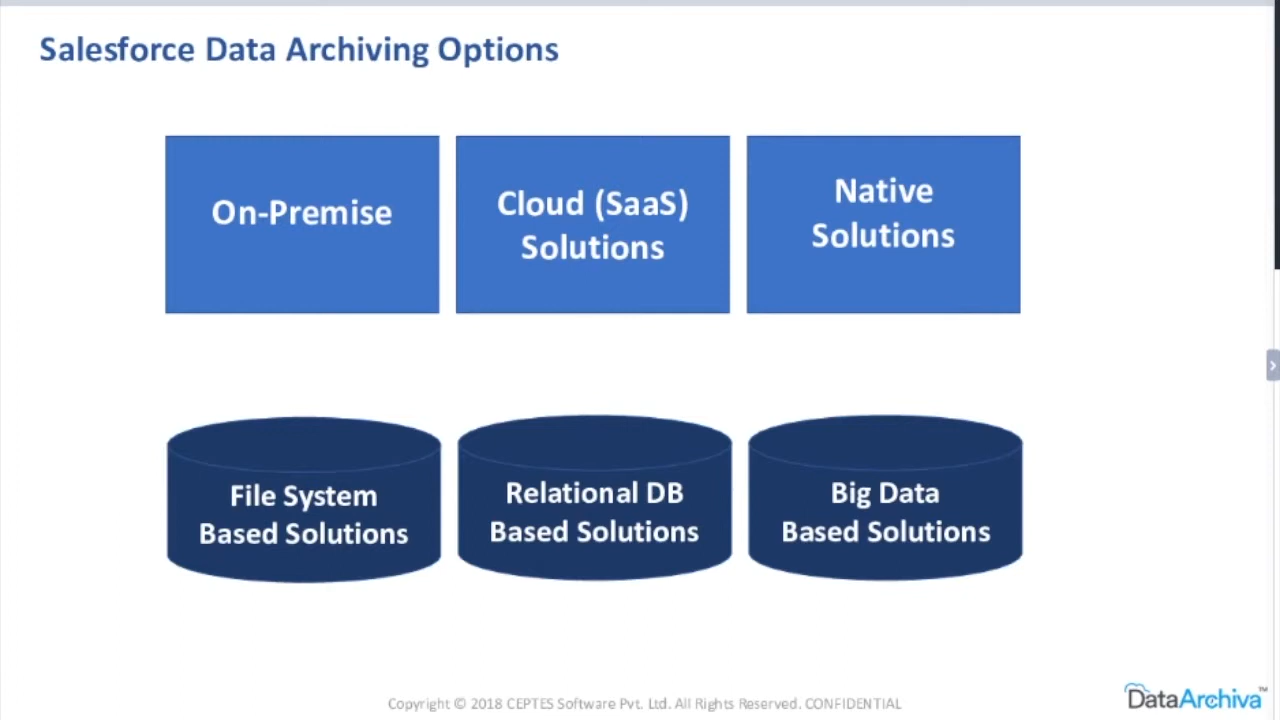 Salesforce Data Archiving Options
On-Premise
Cloud (SaaS)
Solutions
Native
Solutions
File System
Based Solutions
Relational DB
Based Solutions
Big Data
Based Solutions
Copyright © 2018 CEPTES Software Pvt. Ltd. All Rights Reserved. CONFIDENTIAL
DataArchiva™